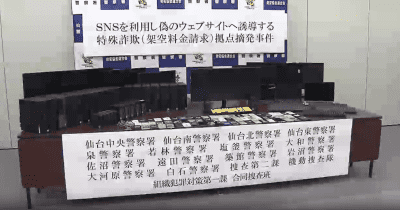 SNSを利用し偽のウェブサイトへ誘導する
特殊詐欺(架空料金請求)拠点摘発事件
仙台中央警察署 仙台南警察署 仙台北警察署 仙台東警察署
泉警察署 若林警察署 塩釜警察署 大和警察署
佐沼警察署 遠田警察署 築館警察署 岩沼警察署
大河原警察署 白石警察署 捜査第二課 機動捜査隊
組織犯罪対策第一課 合同捜査班